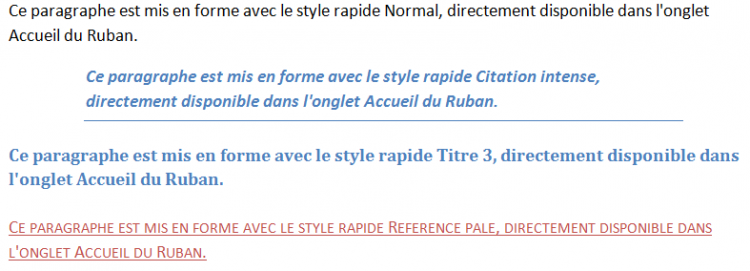 Ce paragraphe est mis en forme avec le style rapide Normal, directement disponible dans l'onglet
Accueil du Ruban.
Ce paragraphe est mis en forme avec le style rapide Citation intense,
directement disponible dans l'onglet Accueil du Ruban.
Ce paragraphe est mis en forme avec le style rapide Titre 3, directement disponible dans
l'onglet Accueil du Ruban.
Ce paragraphe est mis en forme avec le style rapide Reference pale, directement disponible dans
l'onglet Accueil du Ruban.